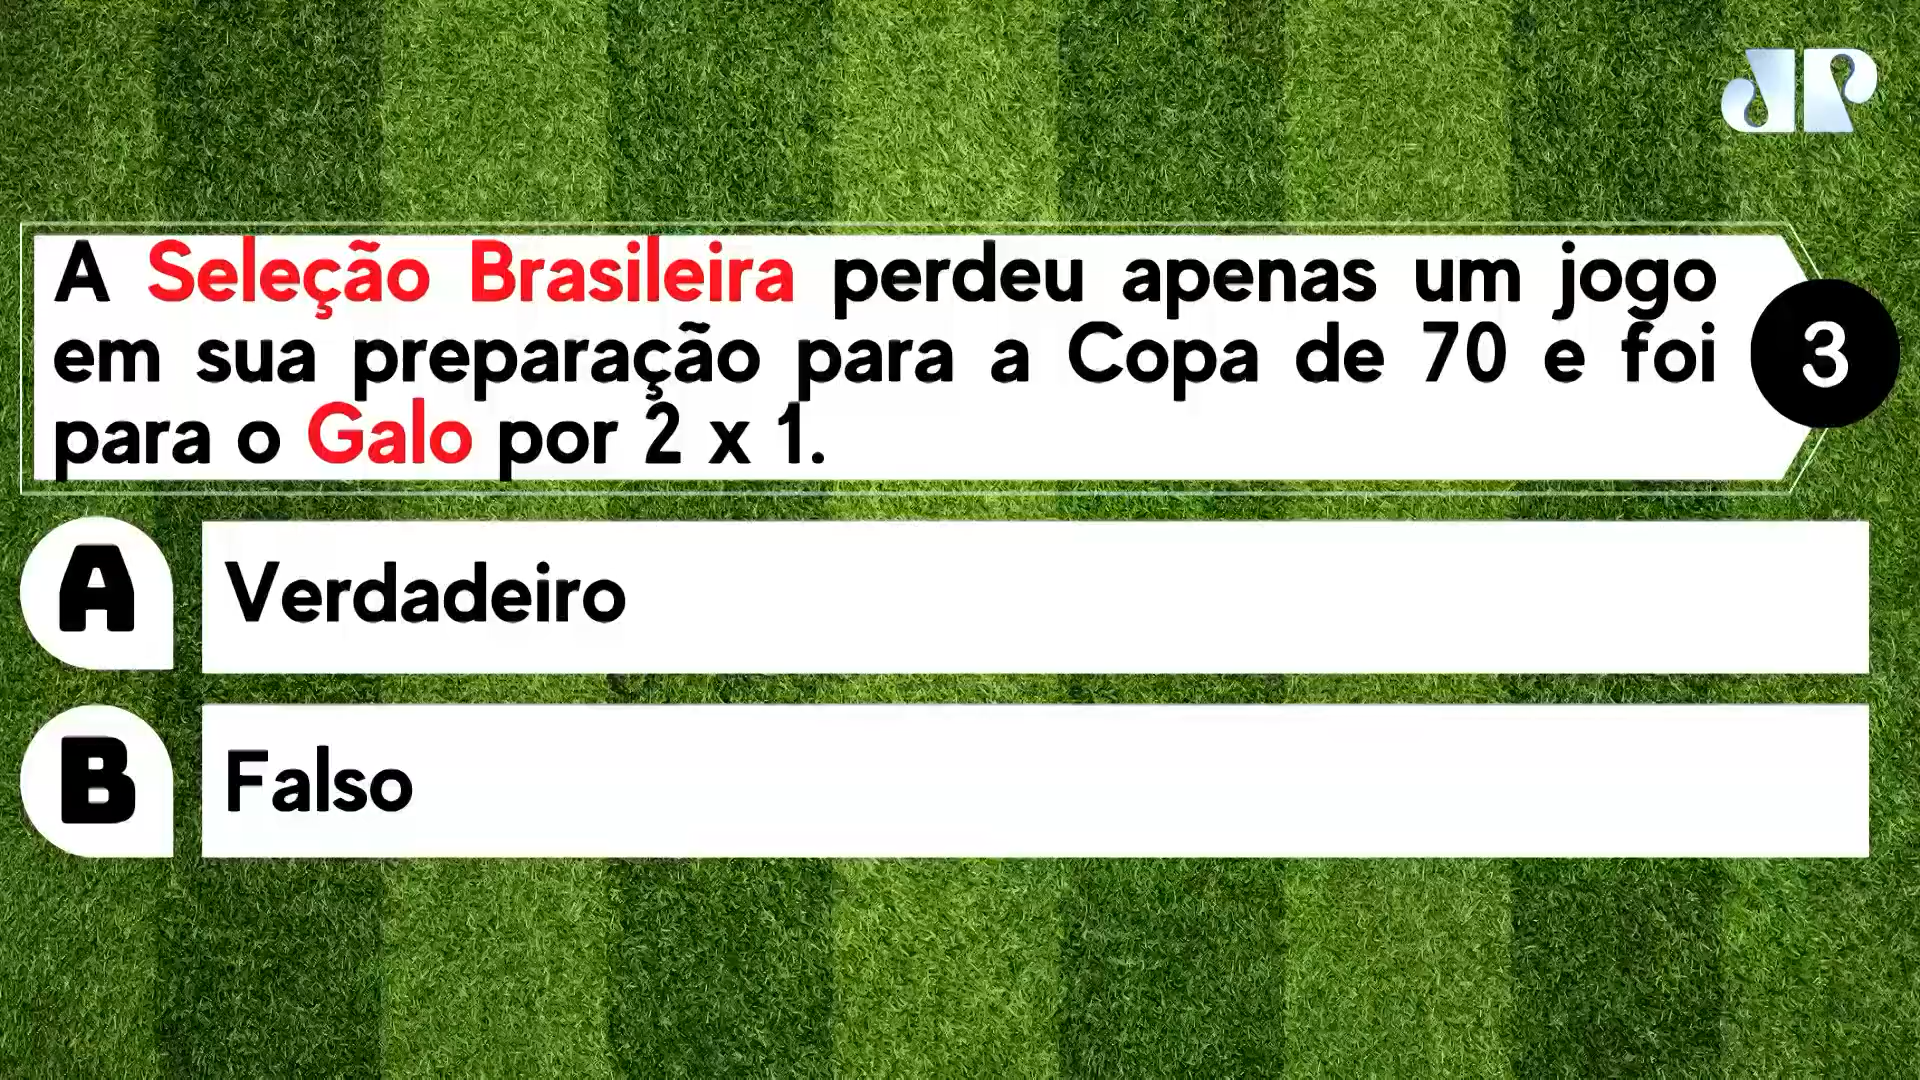 JP
A Seleção Brasileira perdeu apenas um jogo
em sua preparação para a Copa de 70 e foi
para o Galo por 2 x 1.
3
A
Verdadeiro
B
Falso